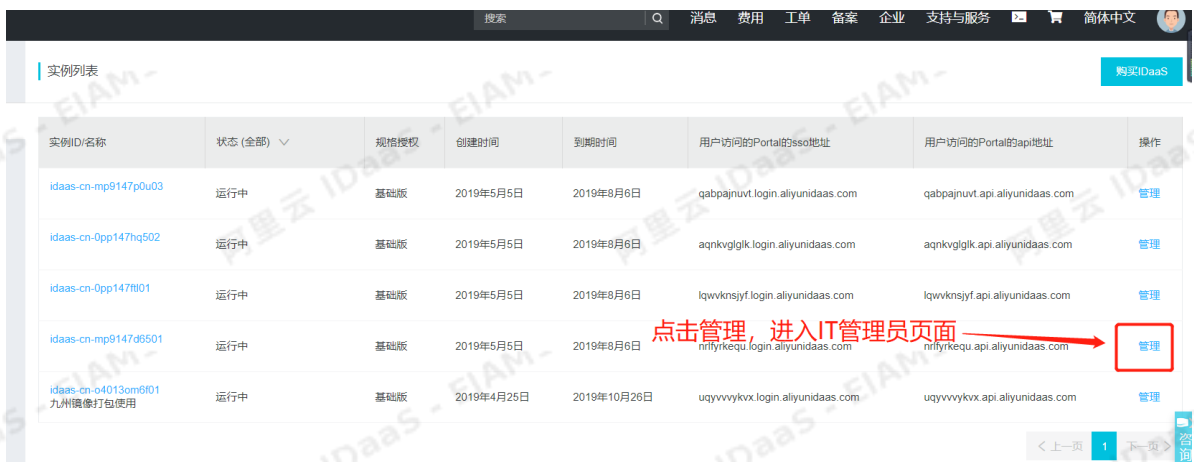 搜索 消息 费用 工单 备案 企业 支持与服务 简体中文
实例列表 购买IDaaS
实例ID/名称 状态 (全部) 规格授权 创建时间 到期时间 用户访问的Portal的sso地址 用户访问的Portal的api地址 操作
idaas-cn-mp9147p0u03 运行中 基础版 2019年5月5日 2019年8月6日 qabpajnuvt.login.aliyunidaas.com qabpajnuvt.api.aliyunidaas.com 管理
idaas-cn-0pp147hq502 运行中 基础版 2019年5月5日 2019年8月6日 aqnkvglglk.login.aliyunidaas.com aqnkvglglk.api.aliyunidaas.com 管理
idaas-cn-0pp147ftl01 运行中 基础版 2019年5月5日 2019年8月6日 lqwvknsjyf.login.aliyunidaas.com lqwvknsjyf.api.aliyunidaas.com 管理
点击管理，进入IT管理员页面
idaas-cn-mp9147d6501 运行中 基础版 2019年5月5日 2019年8月6日 nrlfyrkequ.login.aliyunidaas.com nrlfyrkequ.api.aliyunidaas.com 管理
idaas-cn-o4013om6f01 运行中 基础版 2019年4月25日 2019年10月26日 uqyvvvykvx.login.aliyunidaas.com uqyvvvykvx.api.aliyunidaas.com 管理
九州镜像打包使用
上一页 1 下一页
咨询
阿里云 IDaaS - EIAM